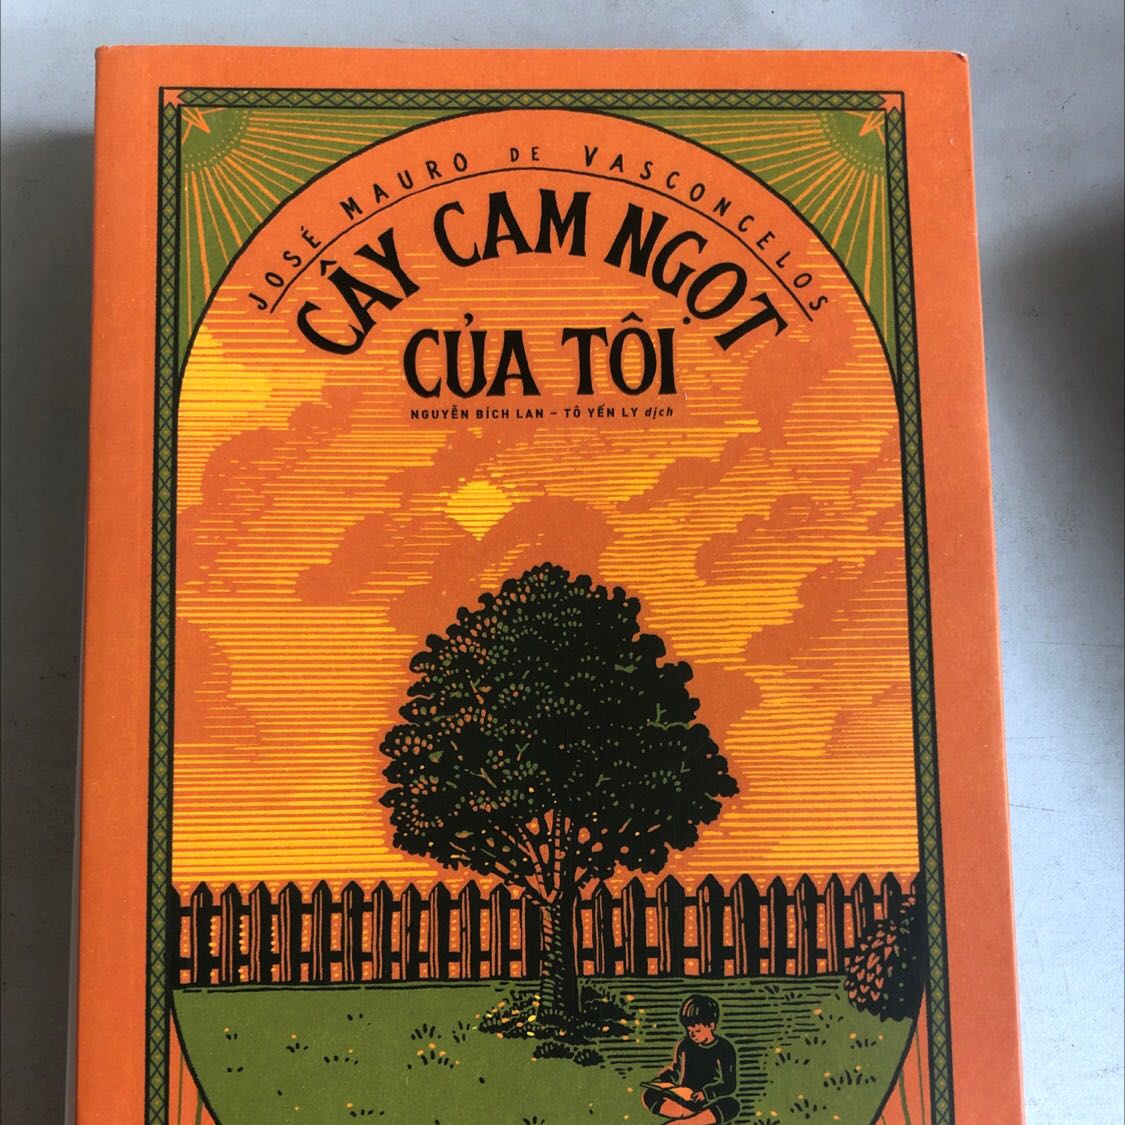 JOSÉ MAURO DE VASCONCELOS
CÂY CAM NGỌT
CỦA TÔI
NGUYỄN BÍCH LAN – TÔ YẾN LY dịch